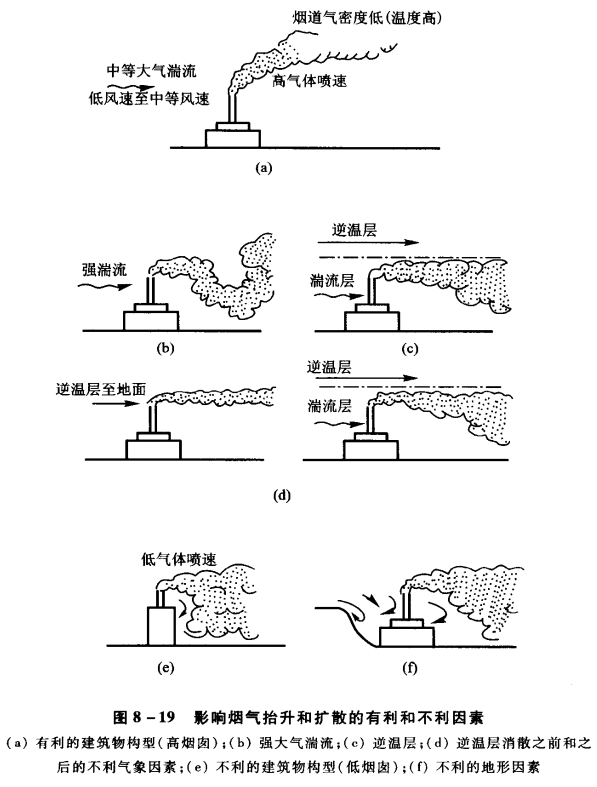 烟道气密度低(温度高)
中等大气湍流
低风速至中等风速
高气体喷速
(a)
强湍流
(b)
逆温层
湍流层
(c)
逆温层至地面
逆温层
湍流层
(d)
低气体喷速
(e)
(f)
图 8－19 影响烟气抬升和扩散的有利和不利因素
(a) 有利的建筑物构型(高烟囱);(b) 强大气湍流;(c) 逆温层;(d) 逆温层消散之前和之
后的不利气象因素;(e) 不利的建筑物构型(低烟囱);(f) 不利的地形因素